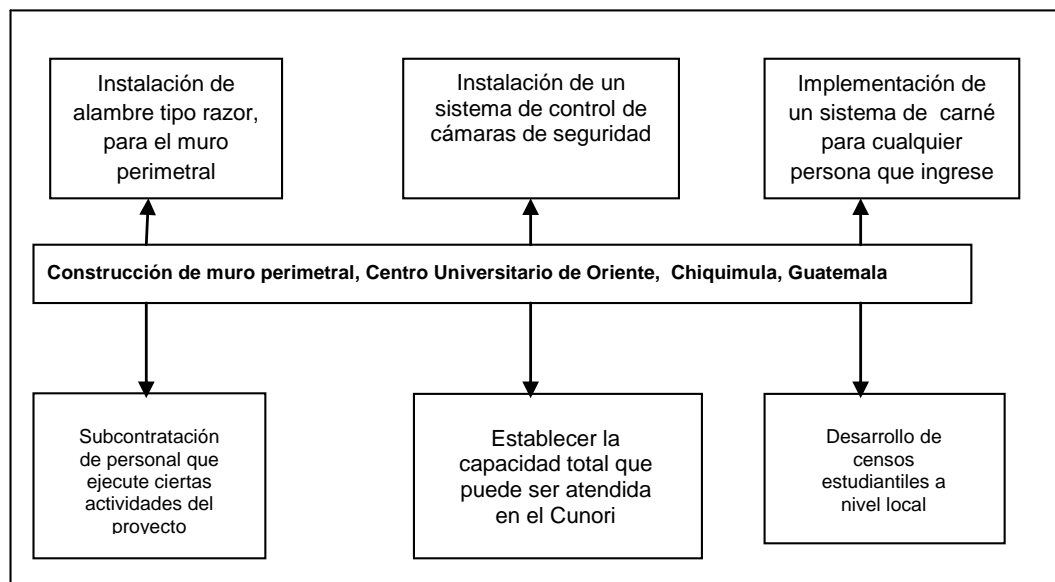 Instalación de
alambre tipo razor,
para el muro
perimetral
Instalación de un
sistema de control de
cámaras de seguridad
Implementación de
un sistema de carné
para cualquier
persona que ingrese
Construcción de muro perimetral, Centro Universitario de Oriente, Chiquimula, Guatemala
Subcontratación
de personal que
ejecute ciertas
actividades del
proyecto
Establecer la
capacidad total que
puede ser atendida
en el Cunori
Desarrollo de
censos
estudiantiles a
nivel local